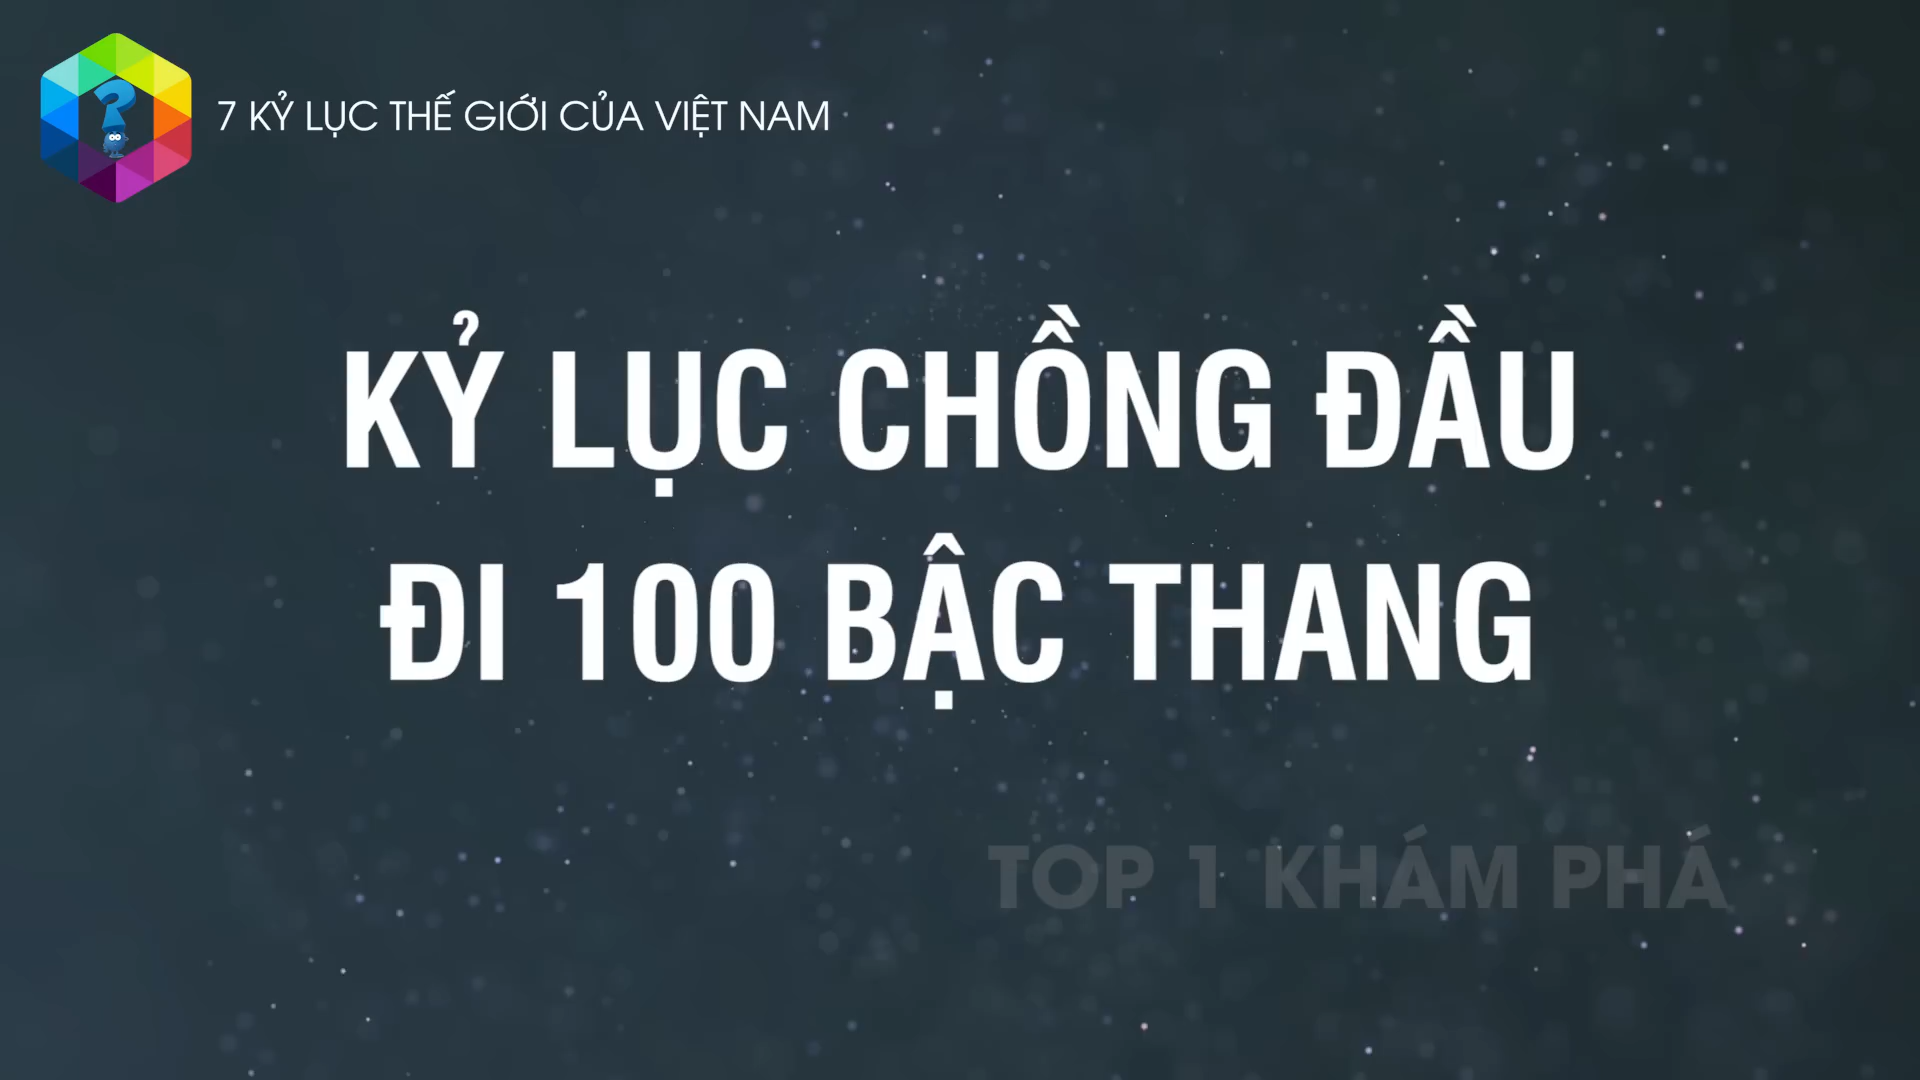 7 KỶ LỤC THẾ GIỚI CỦA VIỆT NAM
KỶ LỤC CHỒNG ĐẦU
ĐI 100 BẬC THANG
TOP 1 KHÁM PHÁ